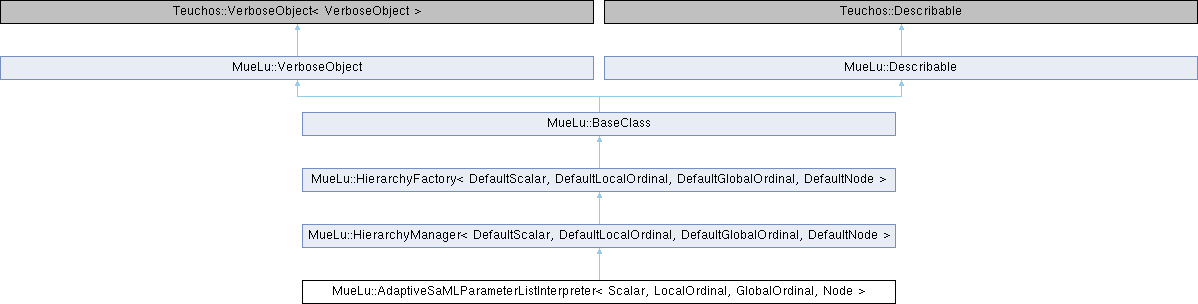 Teuchos::VerboseObject< VerboseObject >
Teuchos::Describable
MueLu::VerboseObject
MueLu::Describable
MueLu::BaseClass
MueLu::HierarchyFactory< DefaultScalar, DefaultLocalOrdinal, DefaultGlobalOrdinal, DefaultNode >
MueLu::HierarchyManager< DefaultScalar, DefaultLocalOrdinal, DefaultGlobalOrdinal, DefaultNode >
MueLu::AdaptiveSaMLParameterListInterpreter< Scalar, LocalOrdinal, GlobalOrdinal, Node >